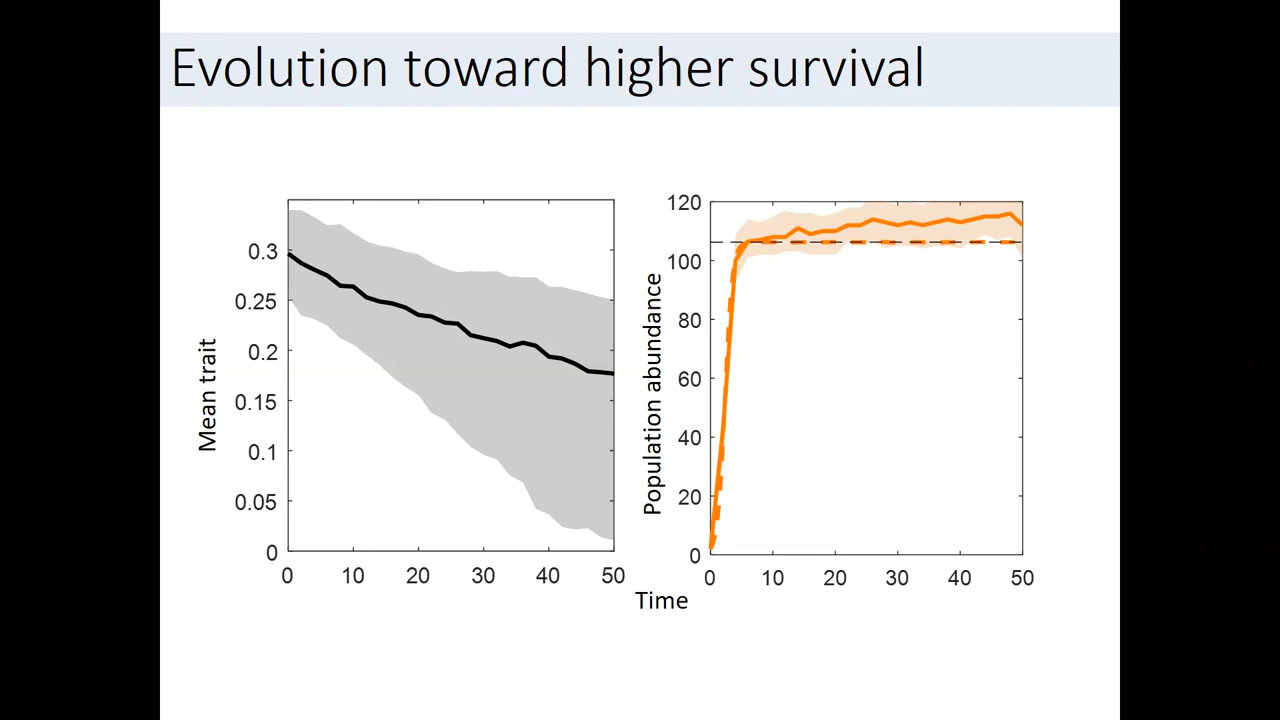 Evolution toward higher survival
Mean trait
0.3
0.25
0.2
0.15
0.1
0.05
0
0 10 20 30 40 50
Population abundance
120
100
80
60
40
20
0
0 10 20 30 40 50
Time